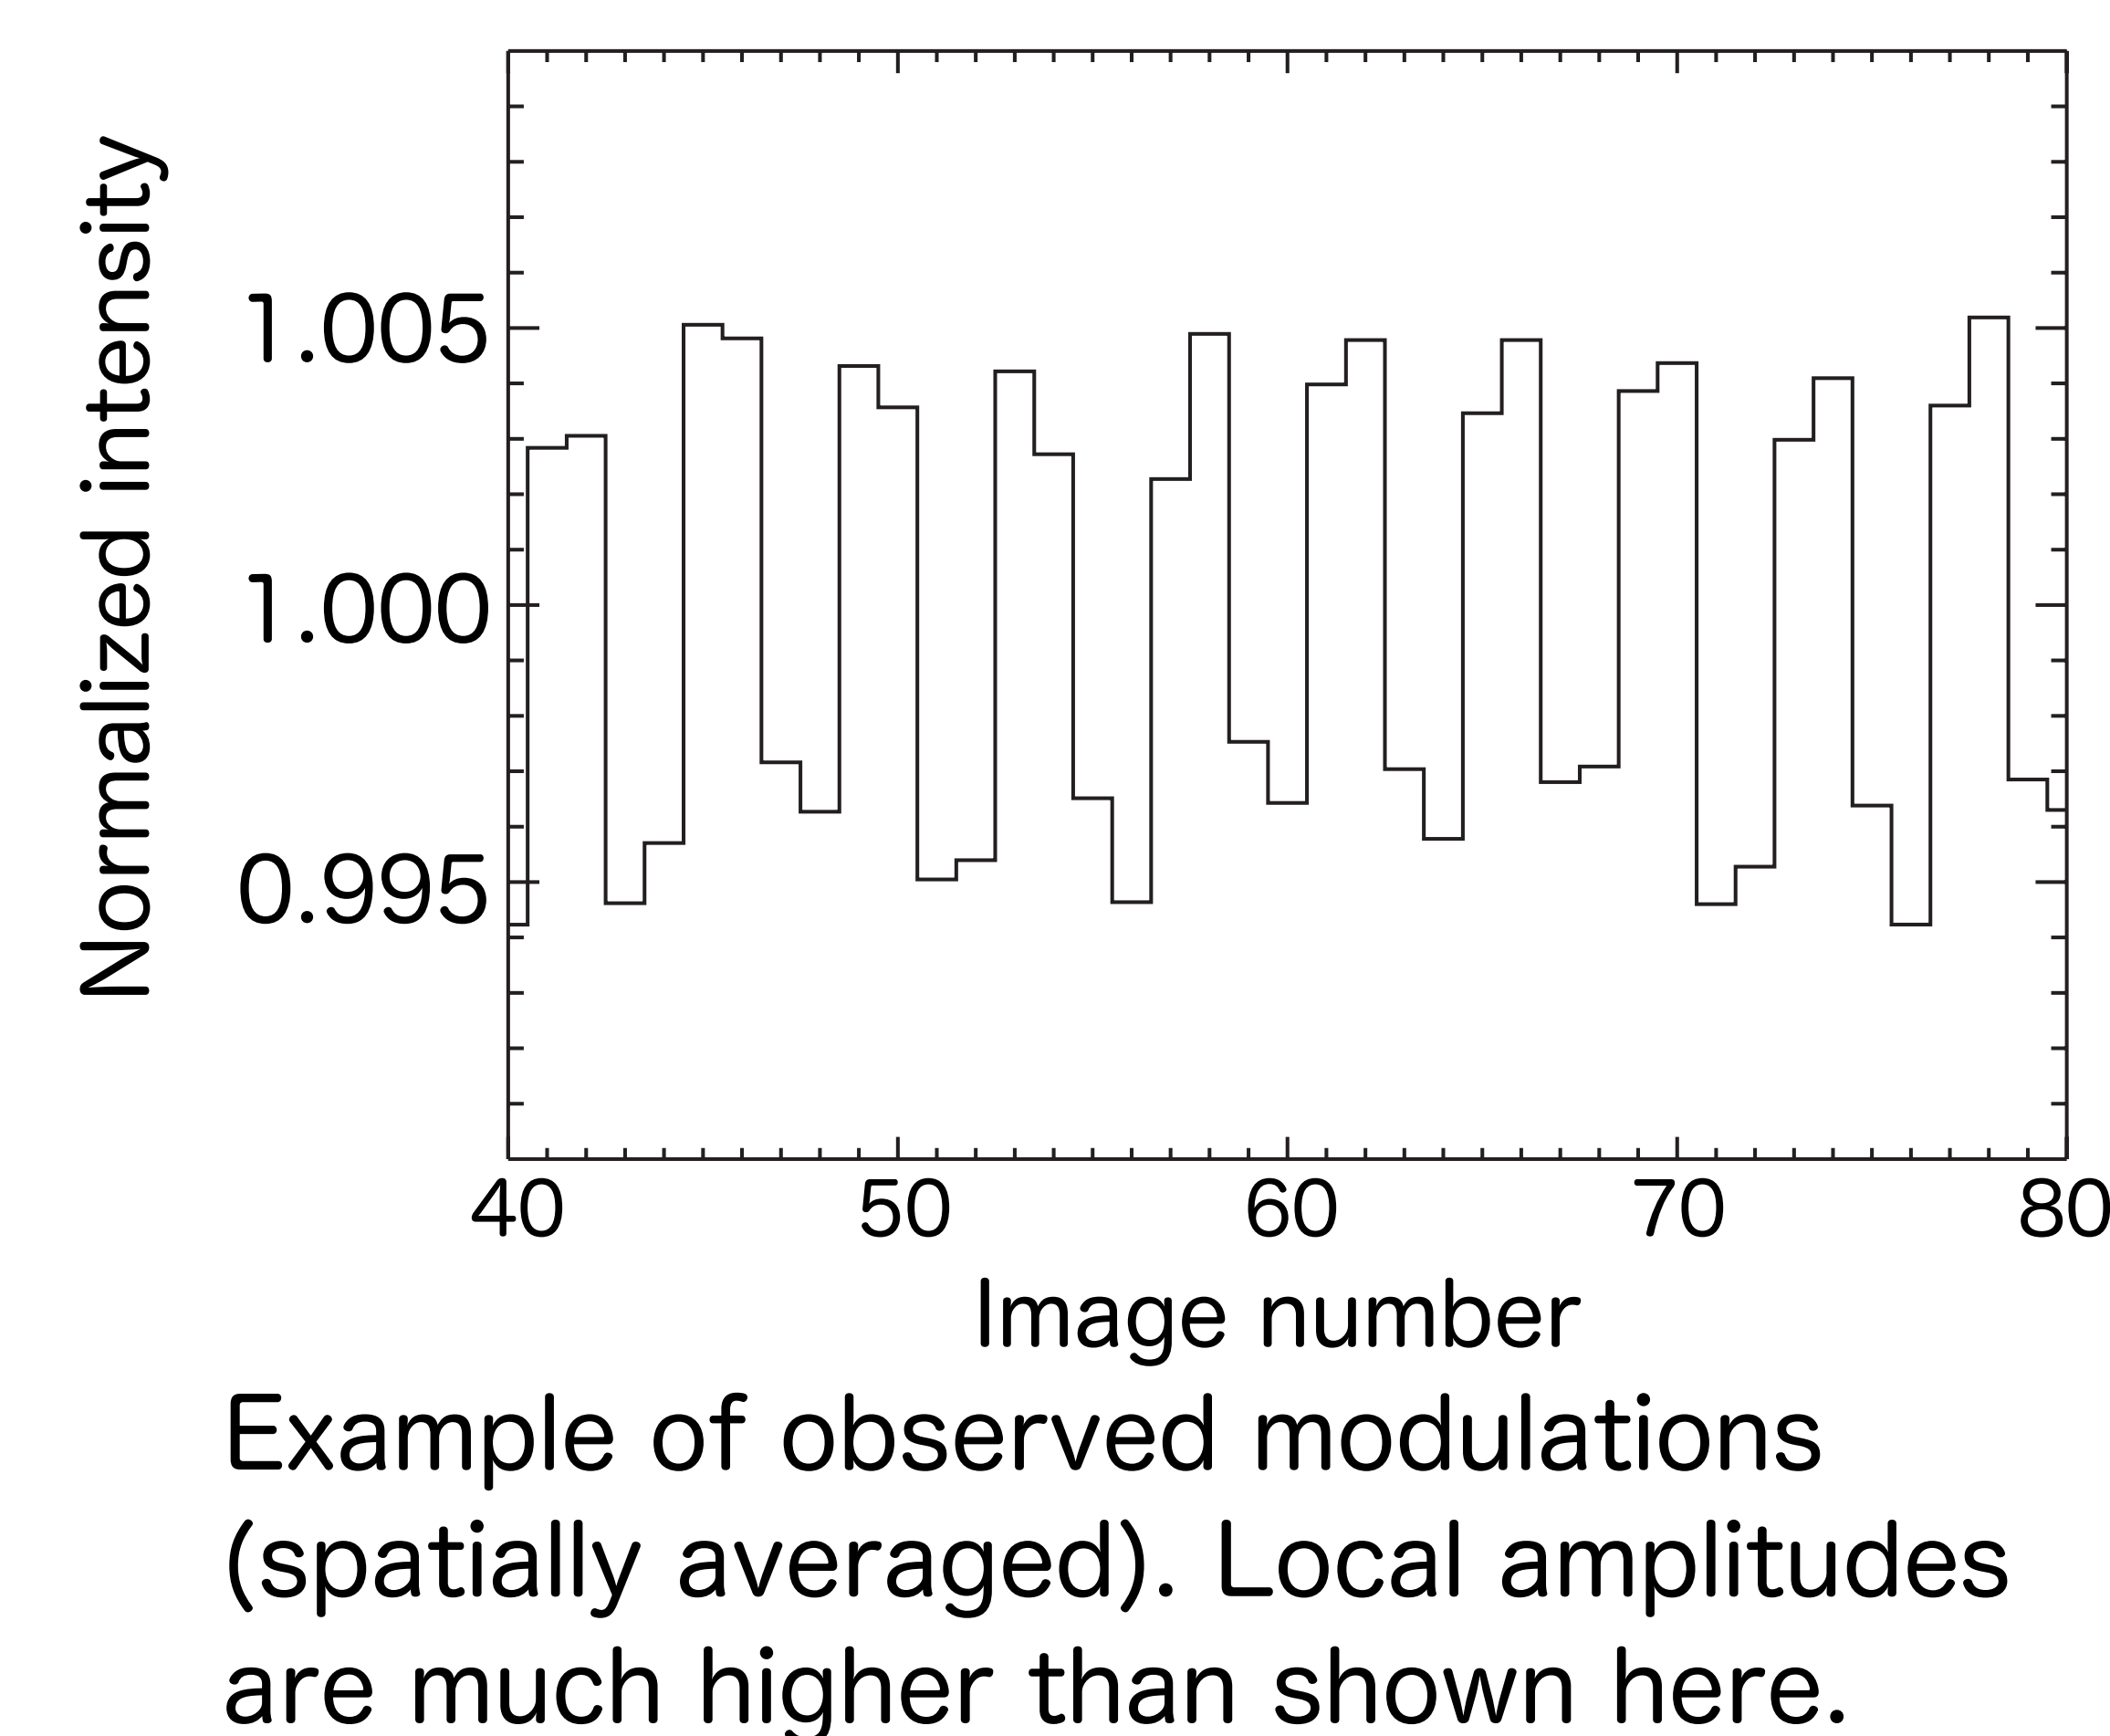 Normalized intensity
1.005
1.000
0.995
40 50 60 70 80
Image number
Example of observed modulations
(spatially averaged). Local amplitudes
are much higher than shown here.